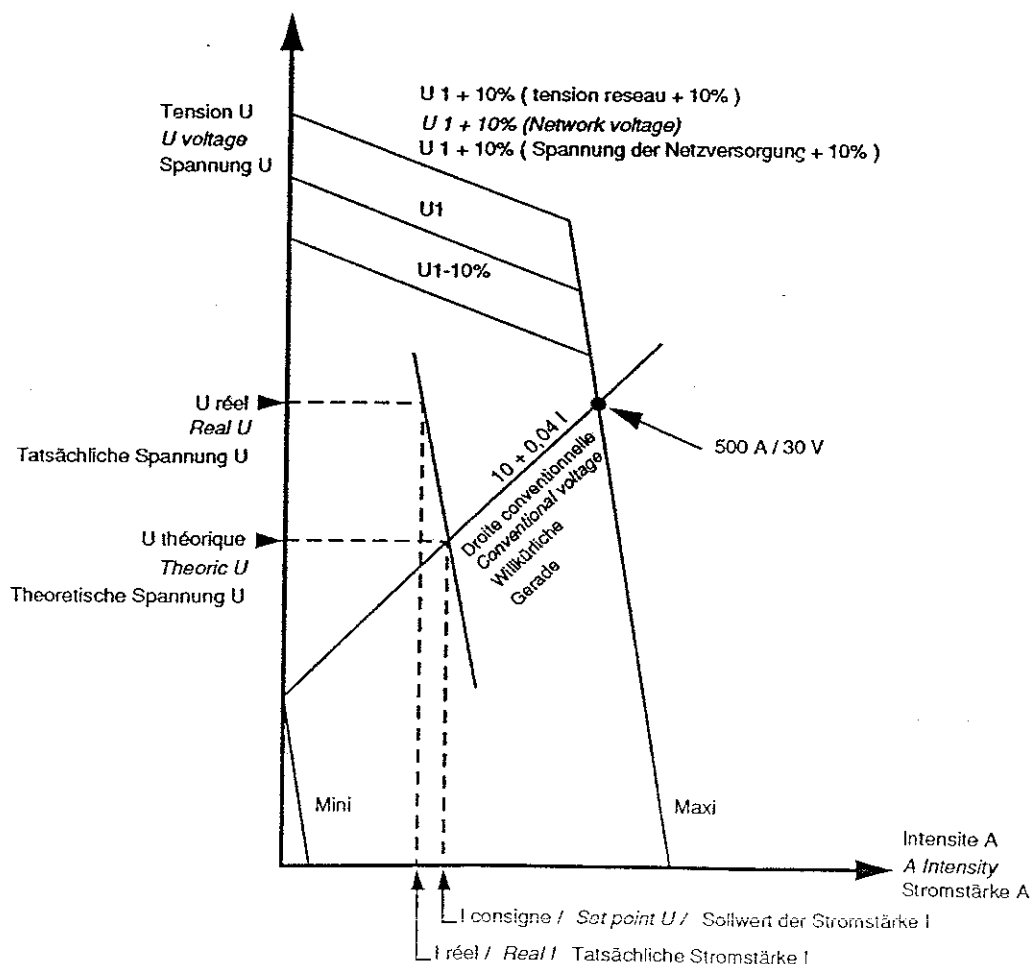 U 1 + 10% ( tension reseau + 10% )
Tension U
U voltage
Spannung U
U 1 + 10% (Network voltage)
U 1 + 10% ( Spannung der Netzversorgung + 10% )
U1
U1-10%
U réel
Real U
Tatsächliche Spannung U
10 + 0,04 I
500 A / 30 V
Droite conventionnelle
Conventional voltage
Willkürliche
Gerade
U théorique
Theoric U
Theoretische Spannung U
Mini
Maxi
Intensite A
A Intensity
Stromstärke A
I consigne / Set point U / Sollwert der Stromstärke I
I réel / Real I Tatsächliche Stromstärke I